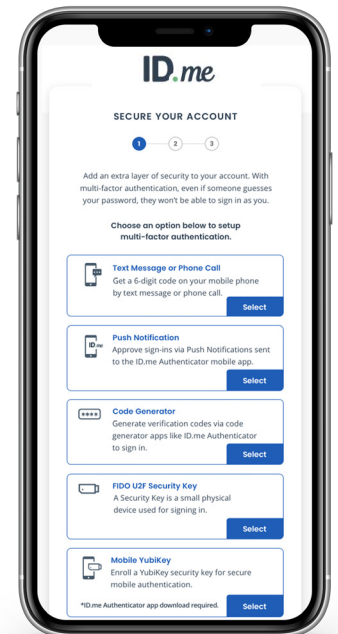 ID.me
SECURE YOUR ACCOUNT
1 2 3
Add an extra layer of security to your account. With
multi-factor authentication, even if someone guesses
your password, they won't be able to sign in as you.
Choose an option below to setup
multi-factor authentication.
Text Message or Phone Call
Get a 6-digit code on your mobile phone
by text message or phone call.
Select
ID.me
Push Notification
Approve sign-ins via Push Notifications sent
to the ID.me Authenticator mobile app.
Select
****
Code Generator
Generate verification codes via code
generator apps like ID.me Authenticator
to sign in.
Select
FIDO U2F Security Key
A Security Key is a small physical
device used for signing in.
Select
Mobile YubiKey
Enroll a YubiKey security key for secure
mobile authentication.
*ID.me Authenticator app download required.
Select